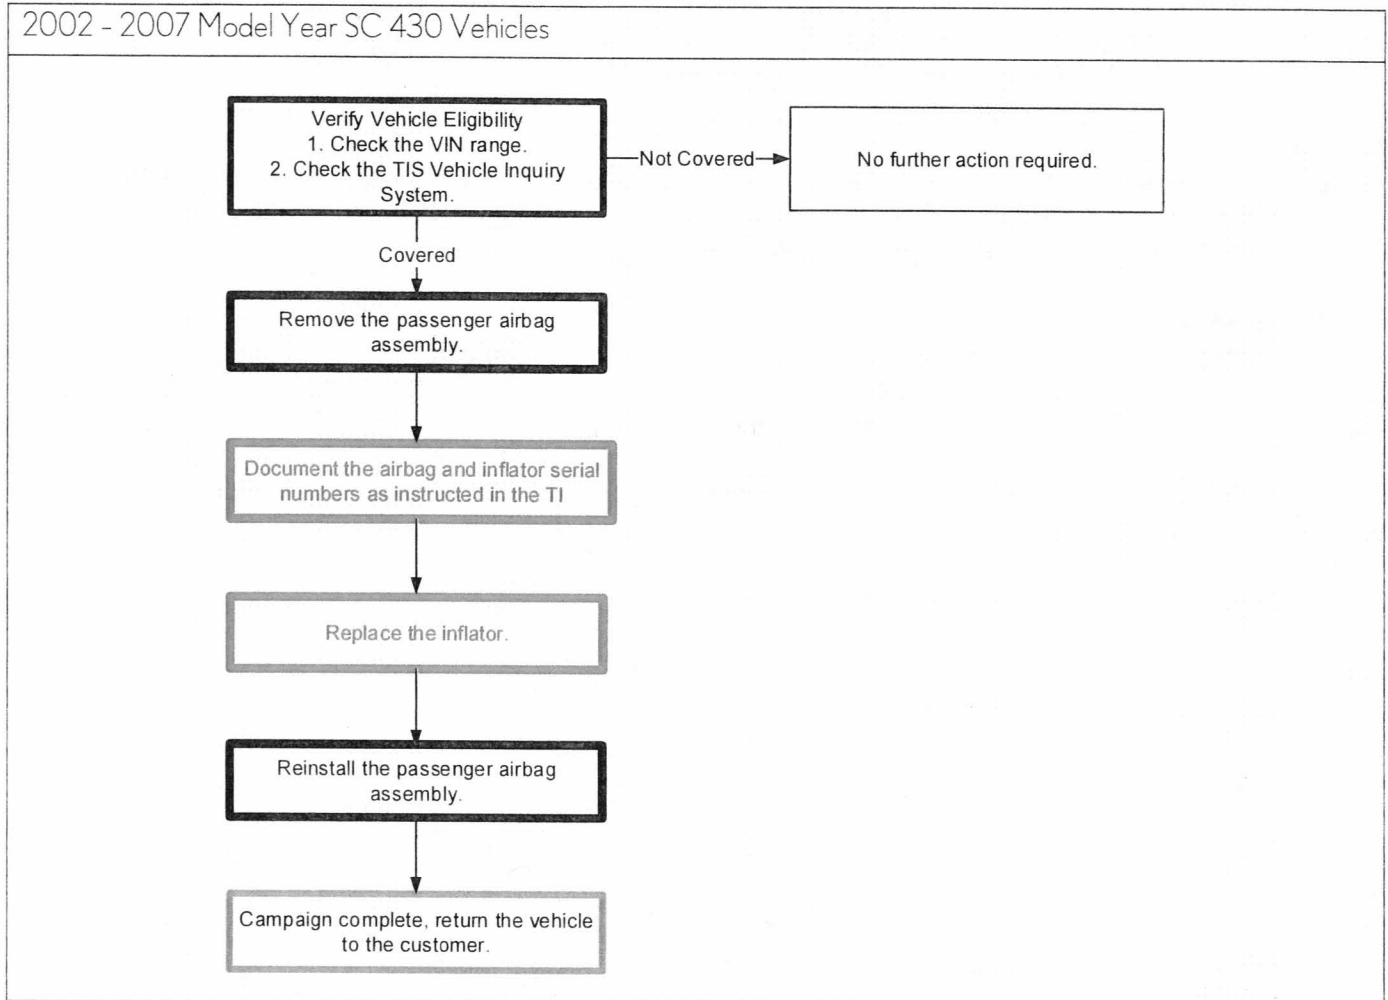 2002 - 2007 Model Year SC 430 Vehicles
Verify Vehicle Eligibility
1. Check the VIN range.
2. Check the TIS Vehicle Inquiry
System.
Not Covered
No further action required.
Covered
Remove the passenger airbag
assembly.
Document the airbag and inflator serial
numbers as instructed in the TI
Replace the inflator.
Reinstall the passenger airbag
assembly.
Campaign complete, return the vehicle
to the customer.